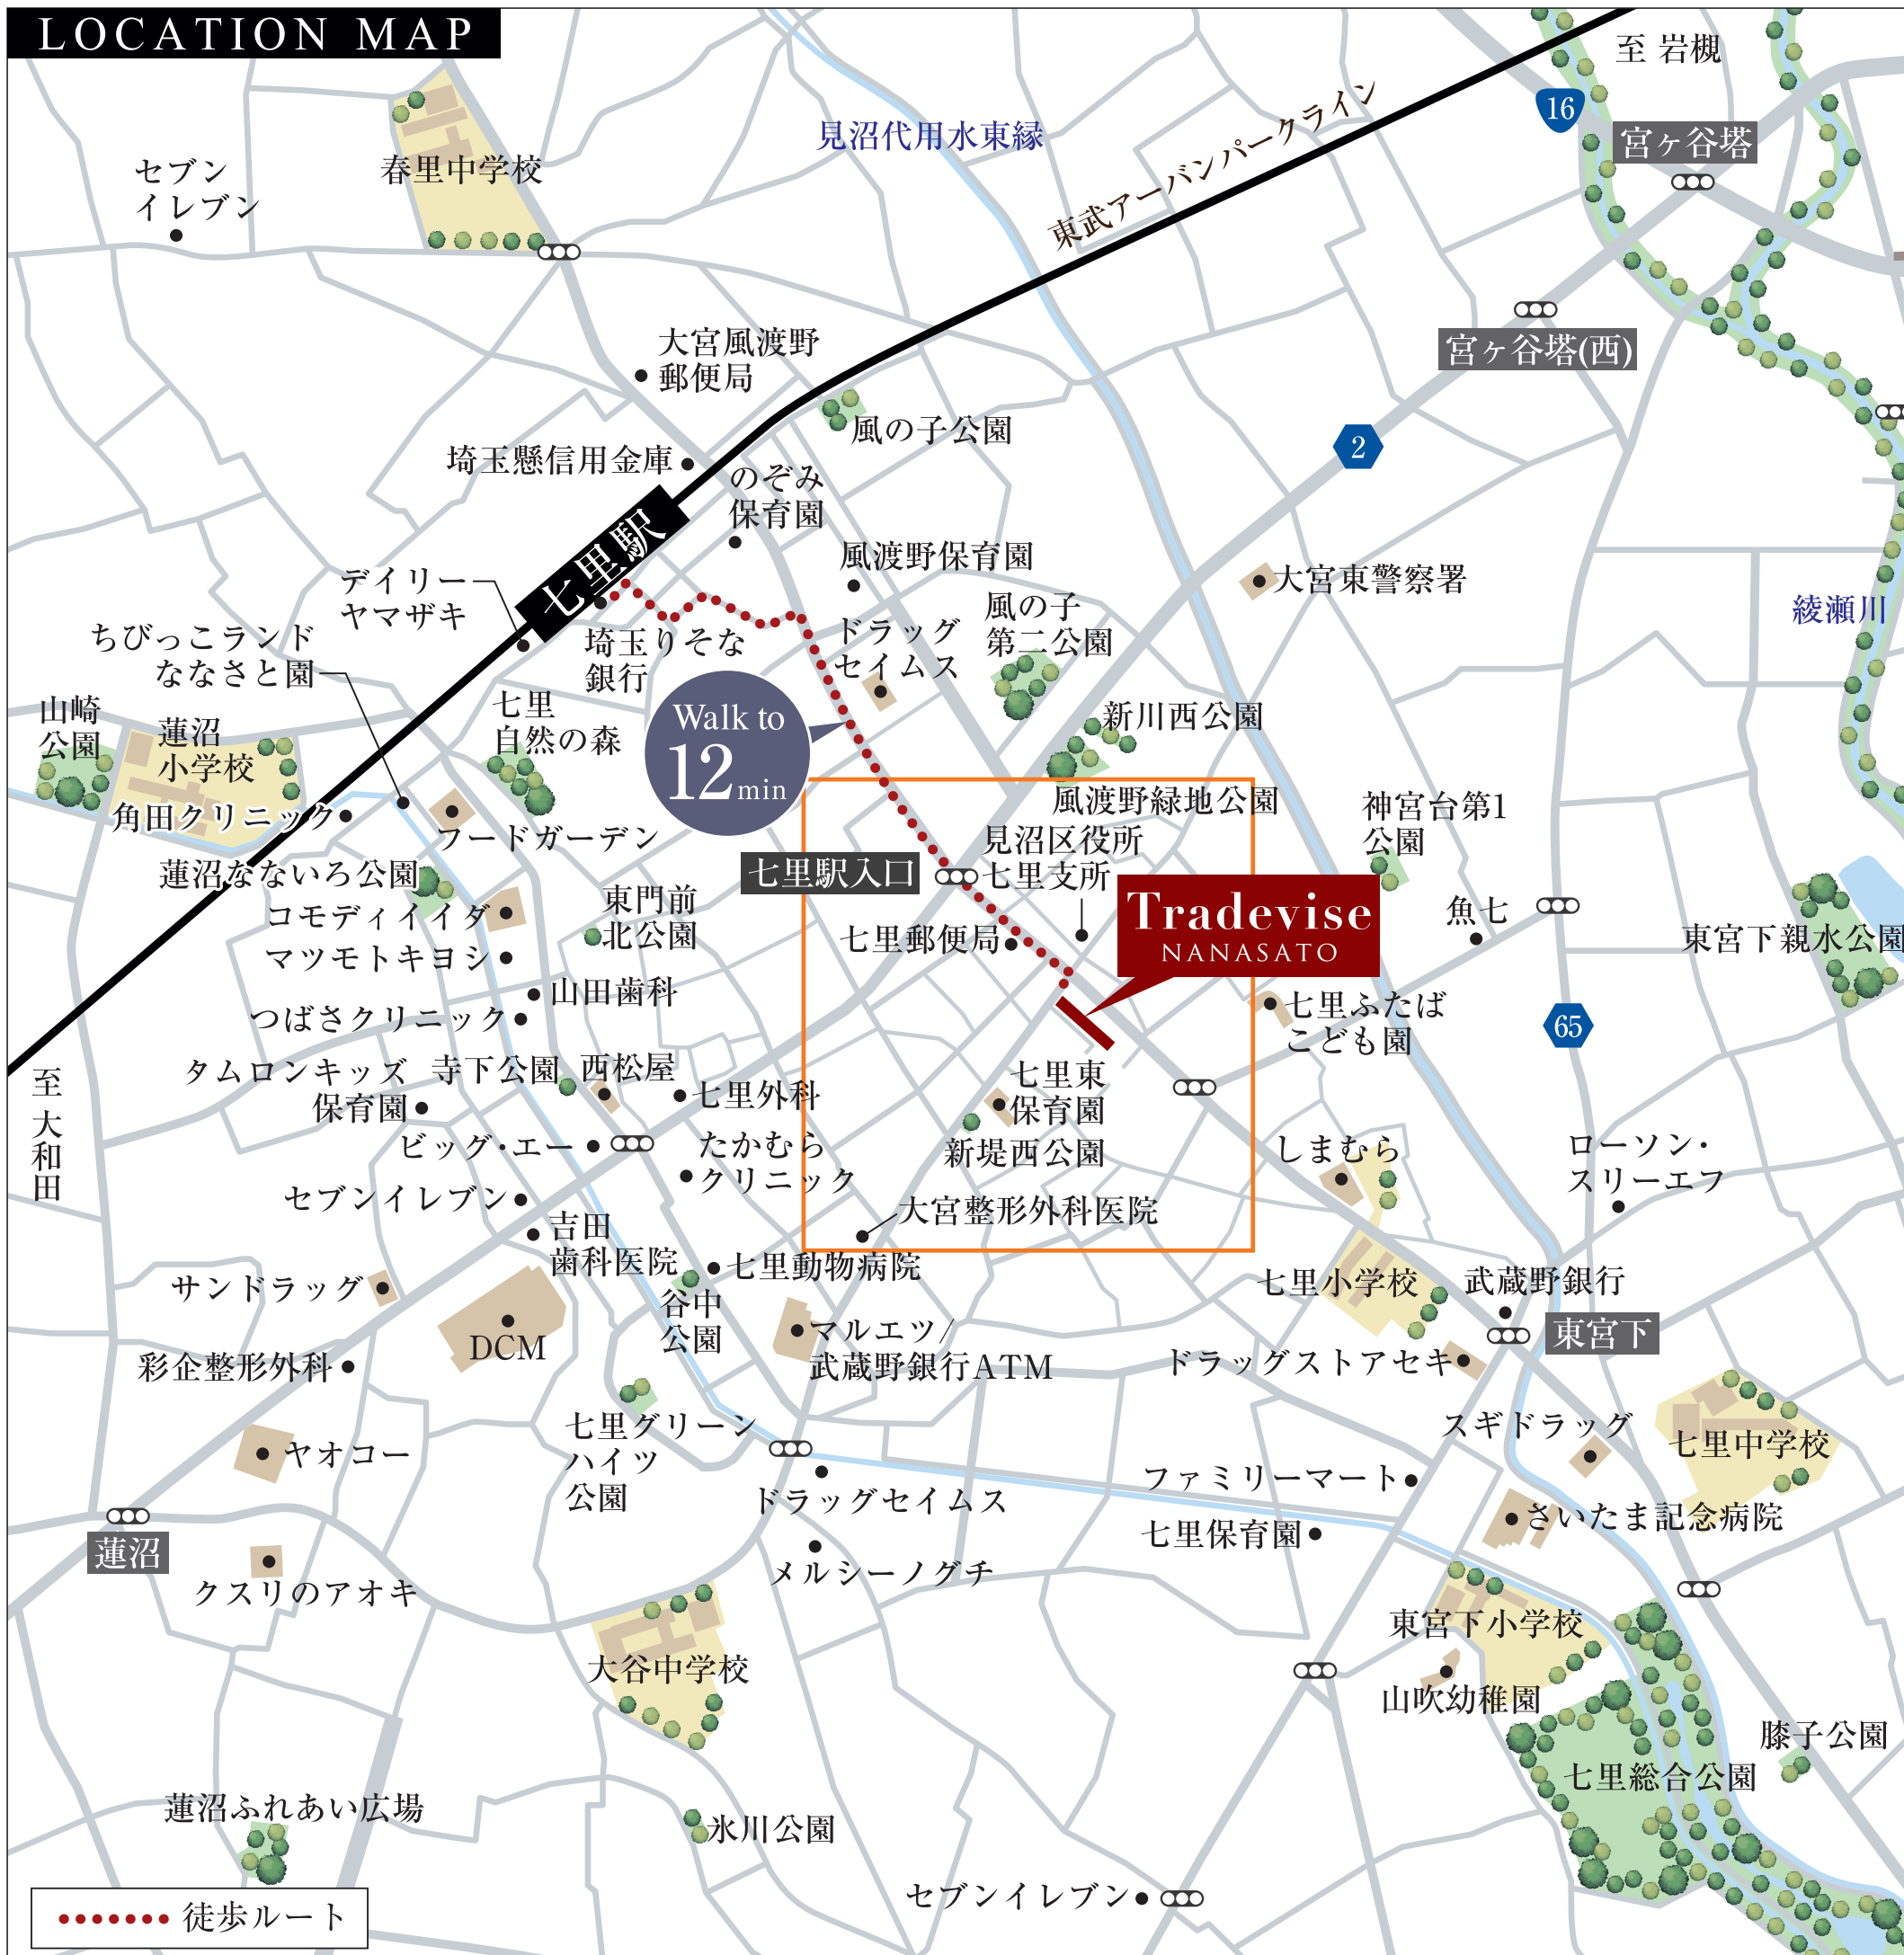 LOCATION MAP
至 岩槻
16
宮ヶ谷塔
見沼代用水東縁
東武アーバンパークライン
春里中学校
セブン
イレブン
宮ヶ谷塔(西)
大宮風渡野
郵便局
風の子公園
2
埼玉懸信用金庫
のぞみ
保育園
七里駅
風渡野保育園
大宮東警察署
綾瀬川
デイリー
ヤマザキ
風の子
第二公園
ちびっこランド
ななさと園
埼玉りそな
銀行
ドラッグ
セイムス
山崎
公園
蓮沼
小学校
七里
自然の森
Walk to
12min
新川西公園
風渡野緑地公園
角田クリニック
フードガーデン
見沼区役所
七里支所
神宮台第1
公園
七里駅入口
蓮沼なないろ公園
コモディイイダ
東門前
北公園
Tradevise
NANASATO
魚七
東宮下親水公園
マツモトキヨシ
七里郵便局
山田歯科
つばさクリニック
七里ふたば
こども園
65
至 大和田
タムロンキッズ
保育園
寺下公園
西松屋
七里外科
七里東
保育園
ビッグ・エー
たかむら
クリニック
新堤西公園
しまむら
ローソン・
スリーエフ
セブンイレブン
大宮整形外科医院
吉田
歯科医院
七里動物病院
サンドラッグ
谷中
公園
七里小学校
武蔵野銀行
東宮下
DCM
マルエツ/
武蔵野銀行ATM
彩企整形外科
ドラッグストアセキ
七里グリーン
ハイツ
公園
スギドラッグ
七里中学校
ヤオコー
ファミリーマート
ドラッグセイムス
さいたま記念病院
七里保育園
蓮沼
メルシーノグチ
クスリのアオキ
東宮下小学校
大谷中学校
山吹幼稚園
膝子公園
七里総合公園
蓮沼ふれあい広場
氷川公園
セブンイレブン
徒歩ルート